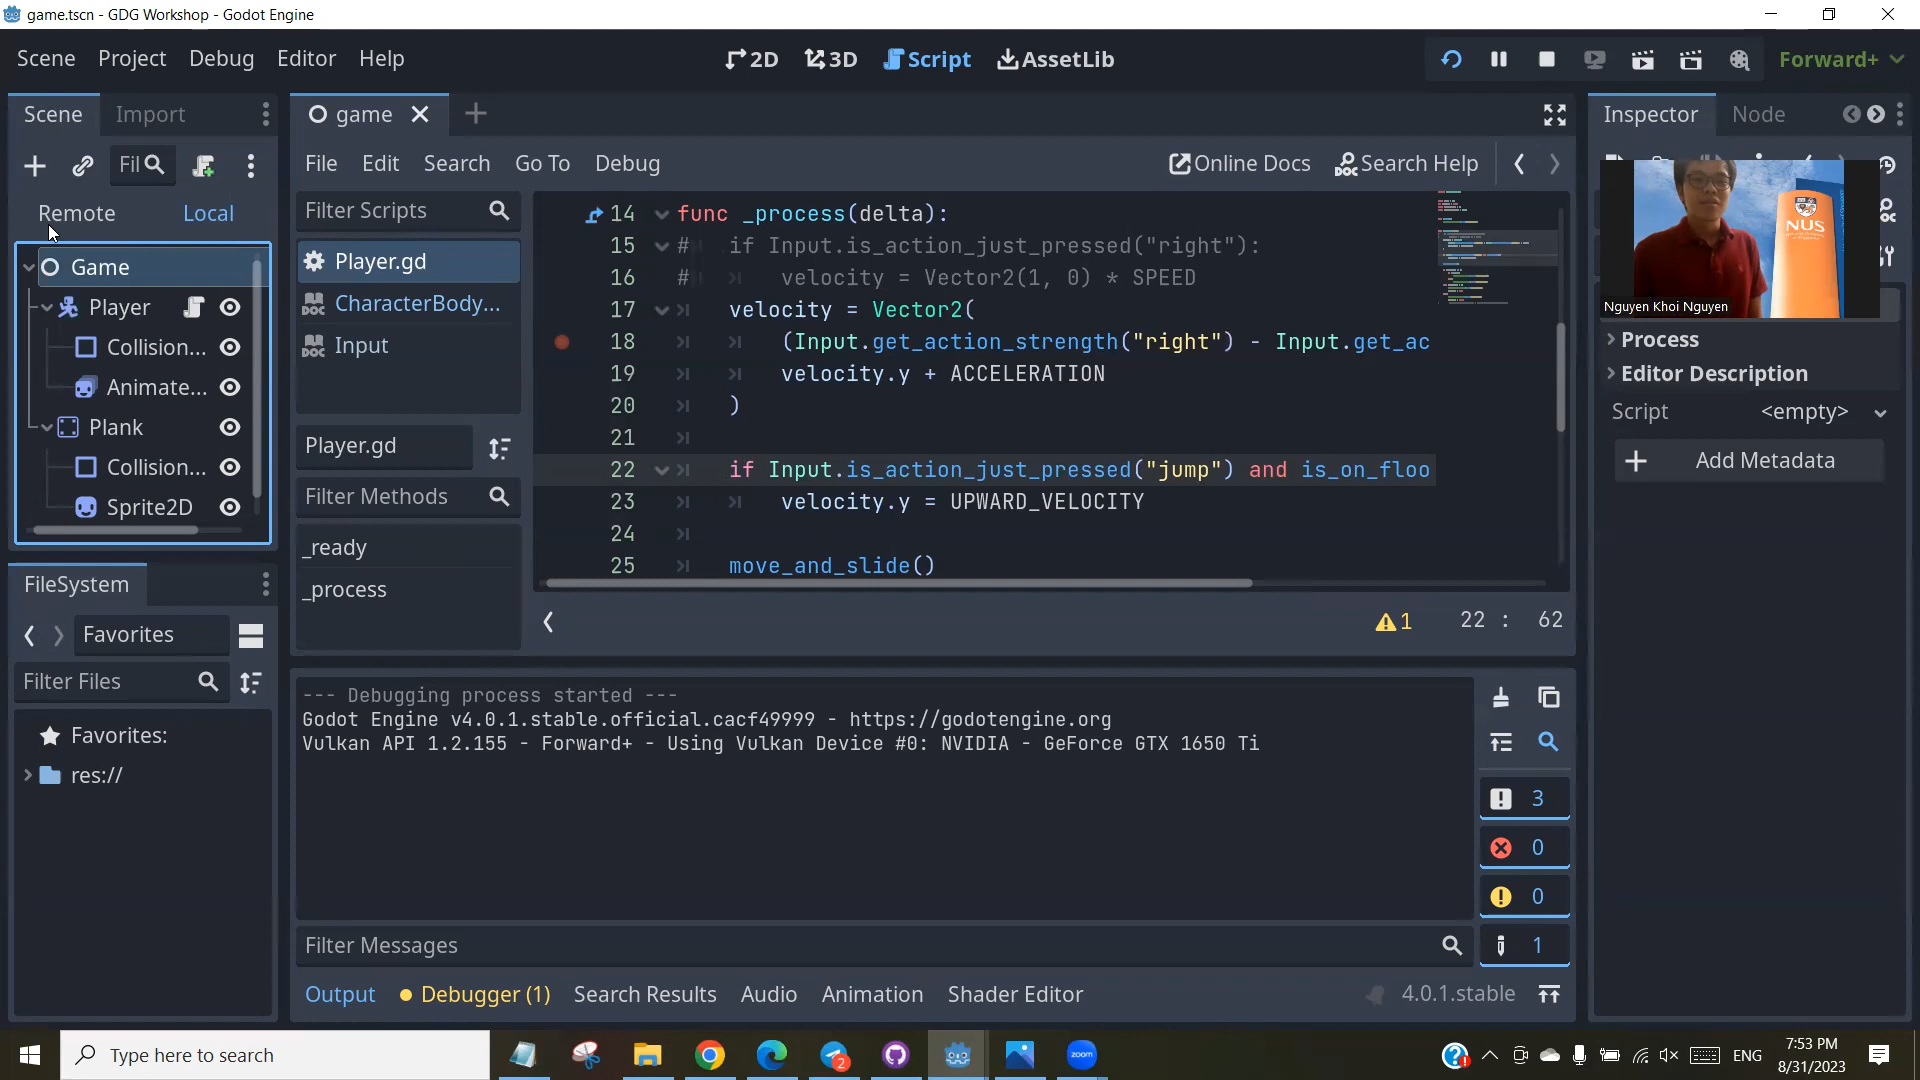 game.tscn - GDG Workshop - Godot Engine
Scene Project Debug Editor Help
2D 3D Script AssetLib
Forward+
Scene Import
Fil
Remote Local
Game
Player
Collision...
Animate...
Plank
Collision...
Sprite2D
FileSystem
Favorites
Filter Files
Favorites:
res://
game
File Edit Search Go To Debug
Online Docs Search Help
Filter Scripts
Player.gd
CharacterBody...
Input
Player.gd
Filter Methods
_ready
_process
14 func _process(delta):
15 # if Input.is_action_just_pressed("right"):
16 # velocity = Vector2(1, 0) * SPEED
17 velocity = Vector2(
18 (Input.get_action_strength("right") - Input.get_ac
19 velocity.y + ACCELERATION
20 )
21
22 if Input.is_action_just_pressed("jump") and is_on_floo
23 velocity.y = UPWARD_VELOCITY
24
25 move_and_slide()
1 22 : 62
--- Debugging process started ---
Godot Engine v4.0.1.stable.official.cacf49999 - https://godotengine.org
Vulkan API 1.2.155 - Forward+ - Using Vulkan Device #0: NVIDIA - GeForce GTX 1650 Ti
3
0
0
1
Filter Messages
Output Debugger (1) Search Results Audio Animation Shader Editor
4.0.1.stable
Inspector Node
NUS
Nguyen Khoi Nguyen
Process
Editor Description
Script <empty>
Add Metadata
Type here to search
2
zoom
ENG
7:53 PM
8/31/2023